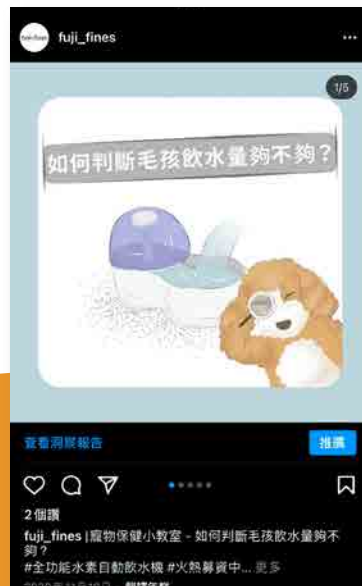 fuji_fines
1/5
如何判斷毛孩飲水量夠不夠？
查看洞察報告
推廣
2個讚
fuji_fines |寵物保健小教室 - 如何判斷毛孩飲水量夠不
夠？
#全功能水素自動飲水機 #火熱募資中... 更多